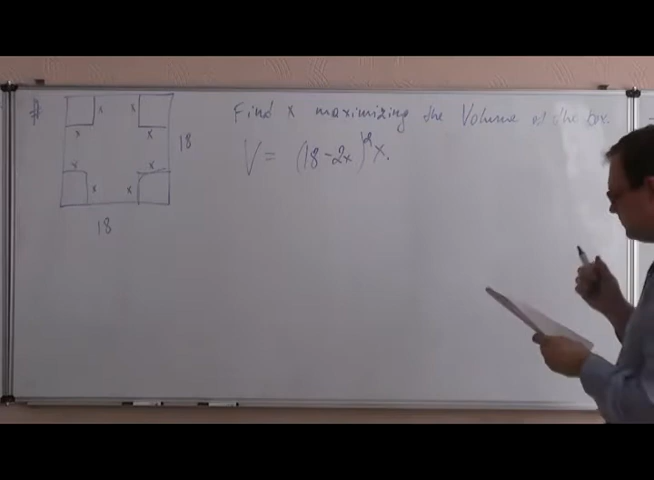 # x x Find x maximizing the Volume of the box.
x x 18 V = (18-2x)²x.
x x
x x
18